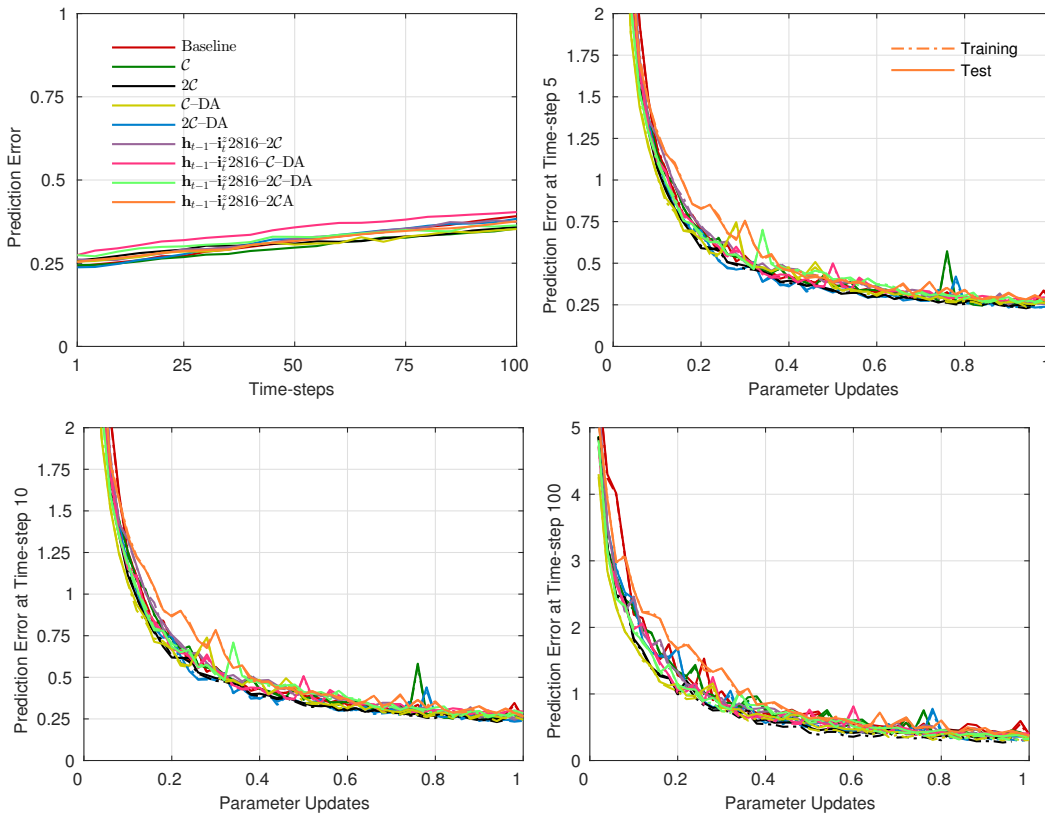 Prediction Error
1
0.75
0.5
0.25
0
Baseline
𝒞
2𝒞
𝒞–DA
2𝒞–DA
h_{t−1}–i_t^z2816–2𝒞
h_{t−1}–i_t^z2816–𝒞–DA
h_{t−1}–i_t^z2816–2𝒞–DA
h_{t−1}–i_t^z2816–2𝒞A
1 25 50 75 100
Time-steps
Prediction Error at Time-step 5
2
1.75
1.5
1.25
1
0.75
0.5
0.25
0
Training
Test
0 0.2 0.4 0.6 0.8 1
Parameter Updates
Prediction Error at Time-step 10
2
1.75
1.5
1.25
1
0.75
0.5
0.25
0
0 0.2 0.4 0.6 0.8 1
Parameter Updates
Prediction Error at Time-step 100
5
4
3
2
1
0
0 0.2 0.4 0.6 0.8 1
Parameter Updates